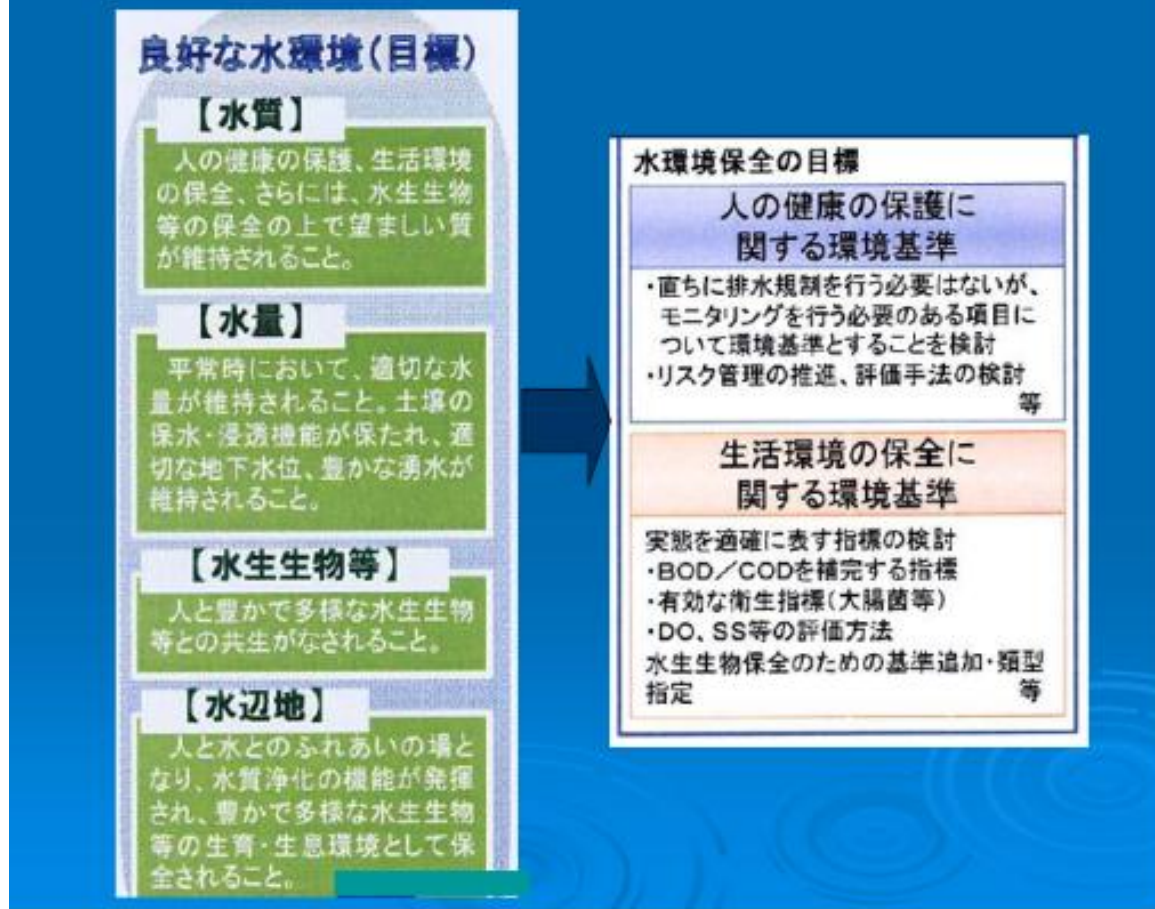 良好な水環境(目標)
【水質】
人の健康の保護、生活環境
の保全、さらには、水生生物
等の保全の上で望ましい質
が維持されること。
【水量】
平常時において、適切な水
量が維持されること。土壌の
保水・浸透機能が保たれ、適
切な地下水位、豊かな湧水が
維持されること。
【水生生物等】
人と豊かで多様な水生生物
等との共生がなされること。
【水辺地】
人と水とのふれあいの場と
なり、水質浄化の機能が発揮
され、豊かで多様な水生生物
等の生育・生息環境として保
全されること。
水環境保全の目標
人の健康の保護に
関する環境基準
・直ちに排水規制を行う必要はないが、
モニタリングを行う必要のある項目に
ついて環境基準とすることを検討
・リスク管理の推進、評価手法の検討
等
生活環境の保全に
関する環境基準
実態を適確に表す指標の検討
・BOD／CODを補完する指標
・有効な衛生指標(大腸菌等)
・DO、SS等の評価方法
水生生物保全のための基準追加・類型
指定 等